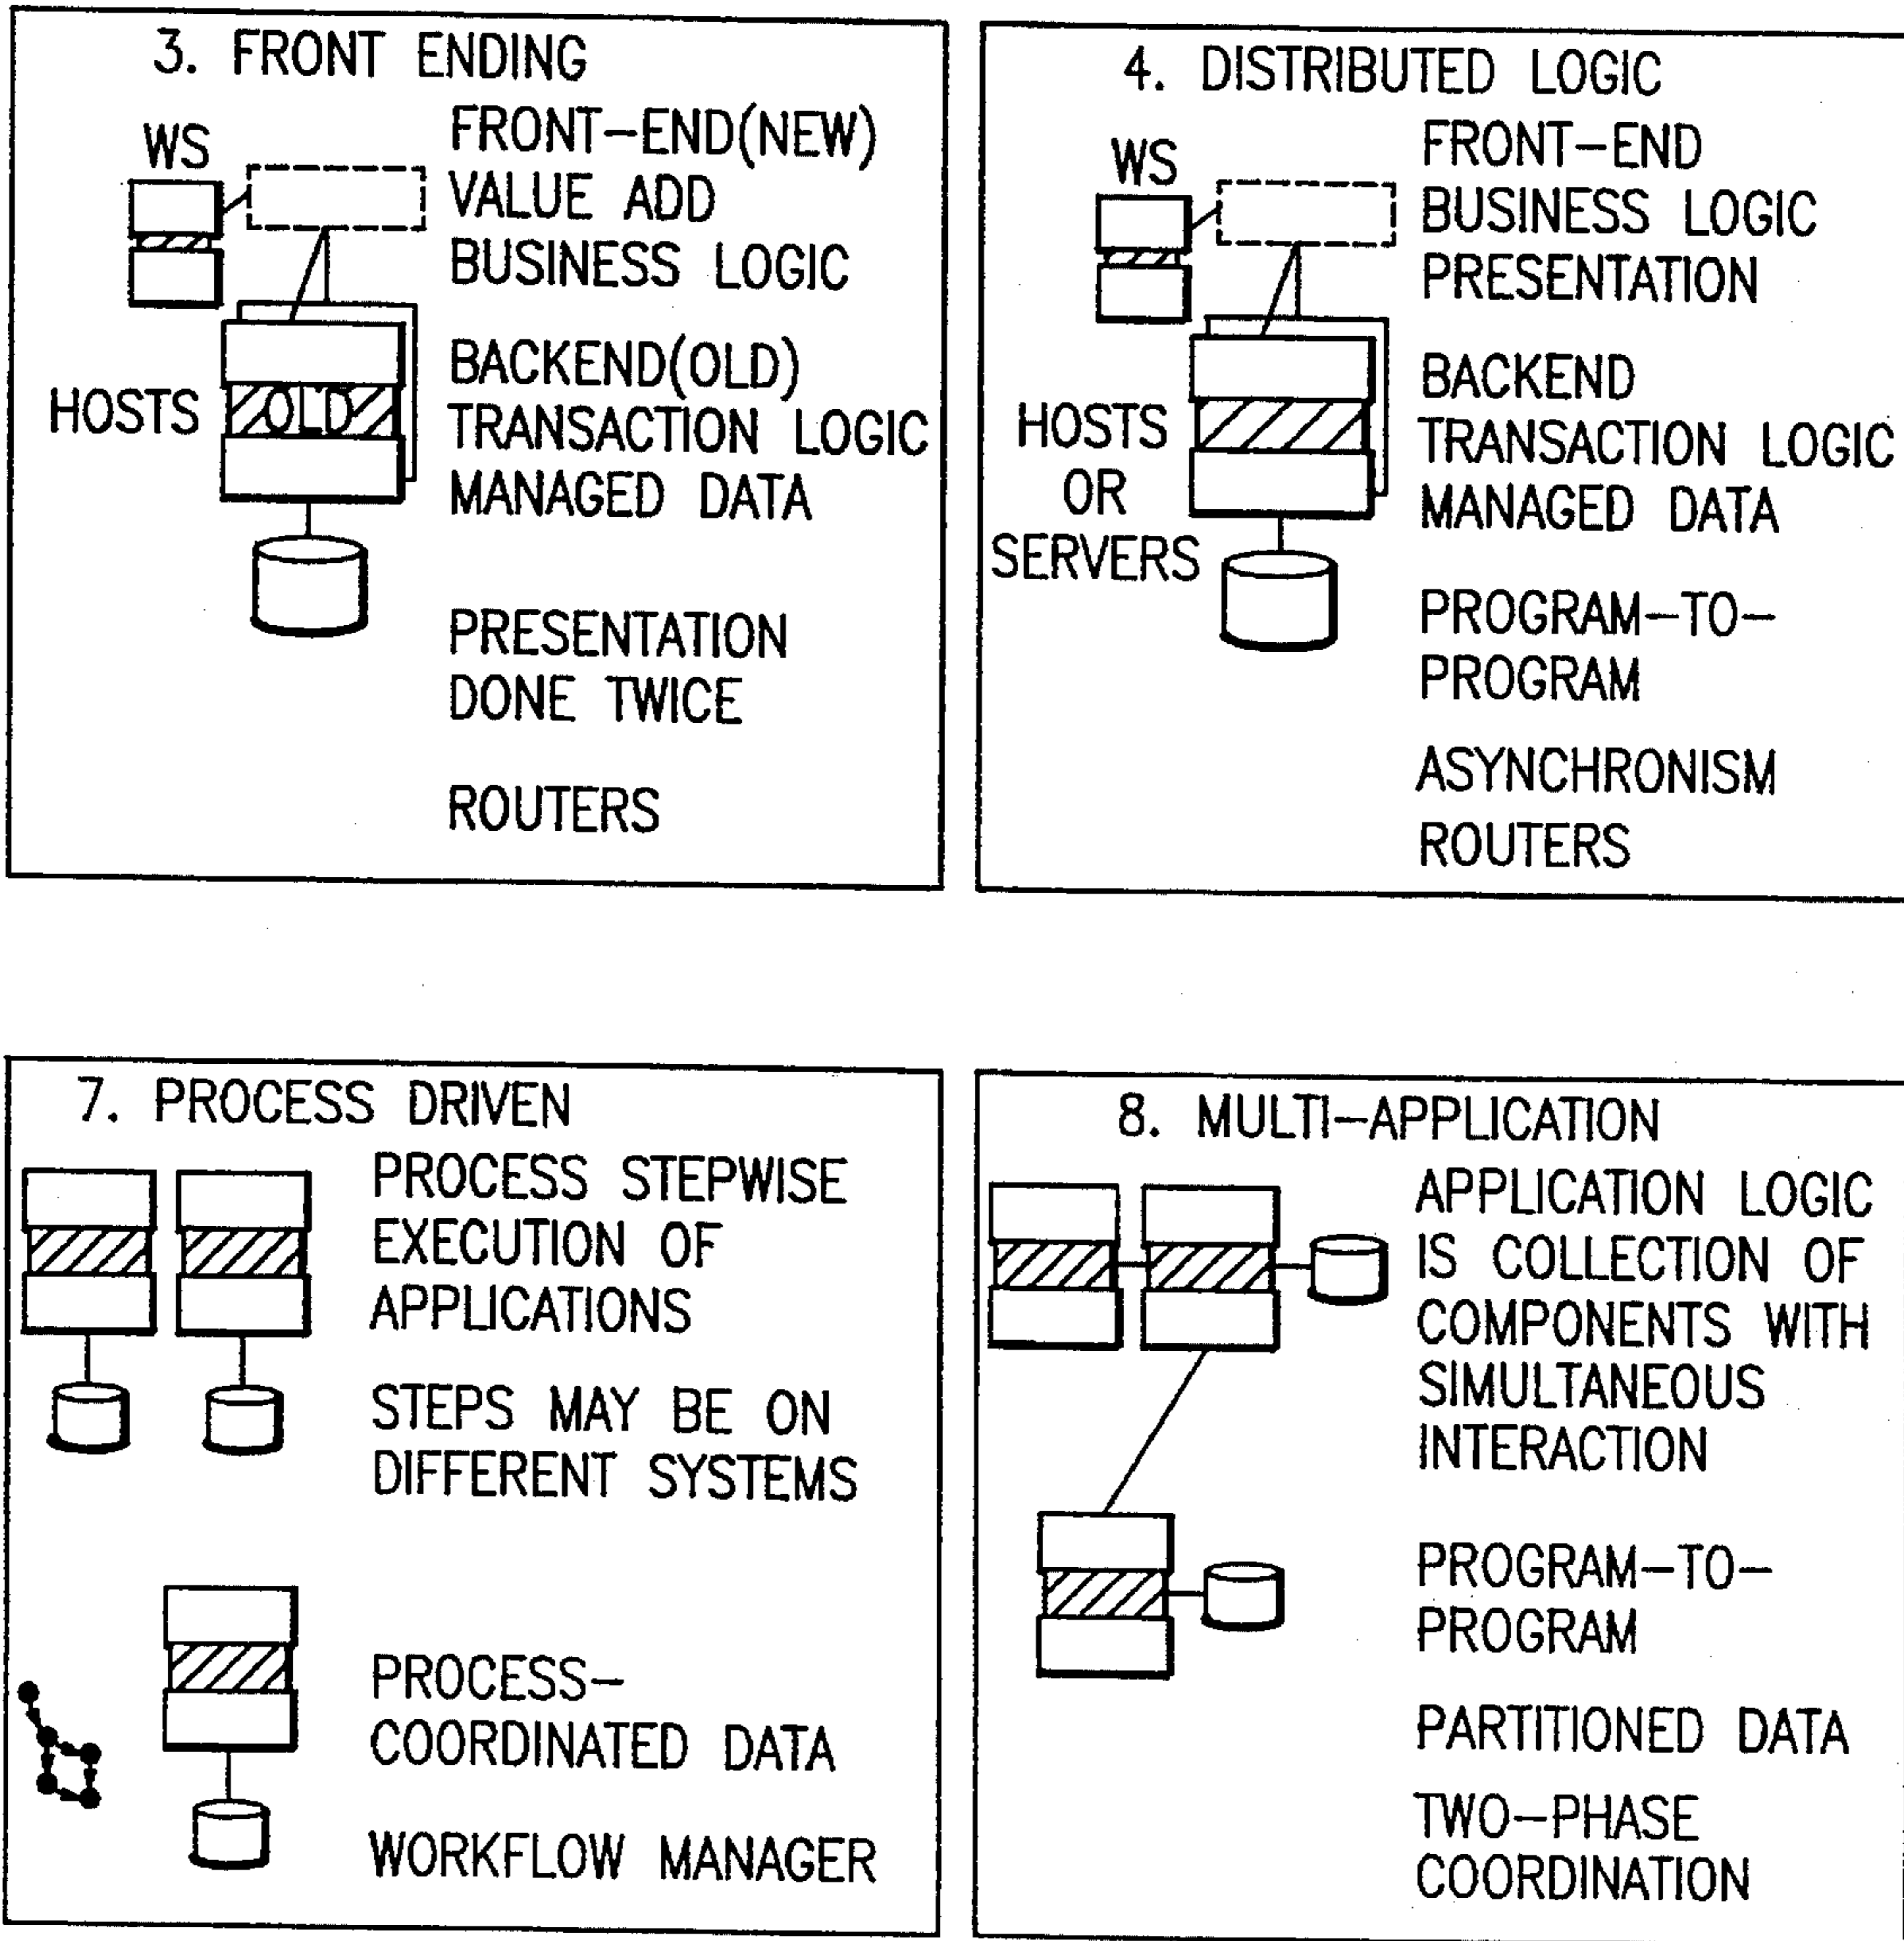 3. FRONT ENDING
WS
FRONT-END(NEW)
VALUE ADD
BUSINESS LOGIC
HOSTS
OLD
BACKEND(OLD)
TRANSACTION LOGIC
MANAGED DATA
PRESENTATION
DONE TWICE
ROUTERS
4. DISTRIBUTED LOGIC
WS
FRONT-END
BUSINESS LOGIC
PRESENTATION
HOSTS
OR
SERVERS
BACKEND
TRANSACTION LOGIC
MANAGED DATA
PROGRAM-TO-
PROGRAM
ASYNCHRONISM
ROUTERS
7. PROCESS DRIVEN
PROCESS STEPWISE
EXECUTION OF
APPLICATIONS
STEPS MAY BE ON
DIFFERENT SYSTEMS
PROCESS-
COORDINATED DATA
WORKFLOW MANAGER
8. MULTI-APPLICATION
APPLICATION LOGIC
IS COLLECTION OF
COMPONENTS WITH
SIMULTANEOUS
INTERACTION
PROGRAM-TO-
PROGRAM
PARTITIONED DATA
TWO-PHASE
COORDINATION